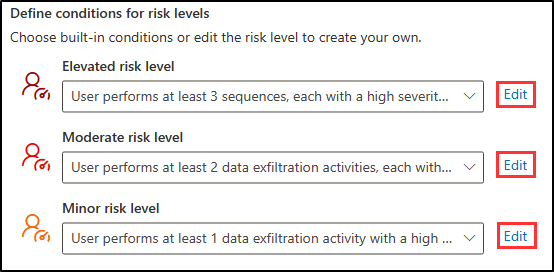 Define conditions for risk levels
Choose built-in conditions or edit the risk level to create your own.
Elevated risk level
User performs at least 3 sequences, each with a high severit... Edit
Moderate risk level
User performs at least 2 data exfiltration activities, each with... Edit
Minor risk level
User performs at least 1 data exfiltration activity with a high ... Edit